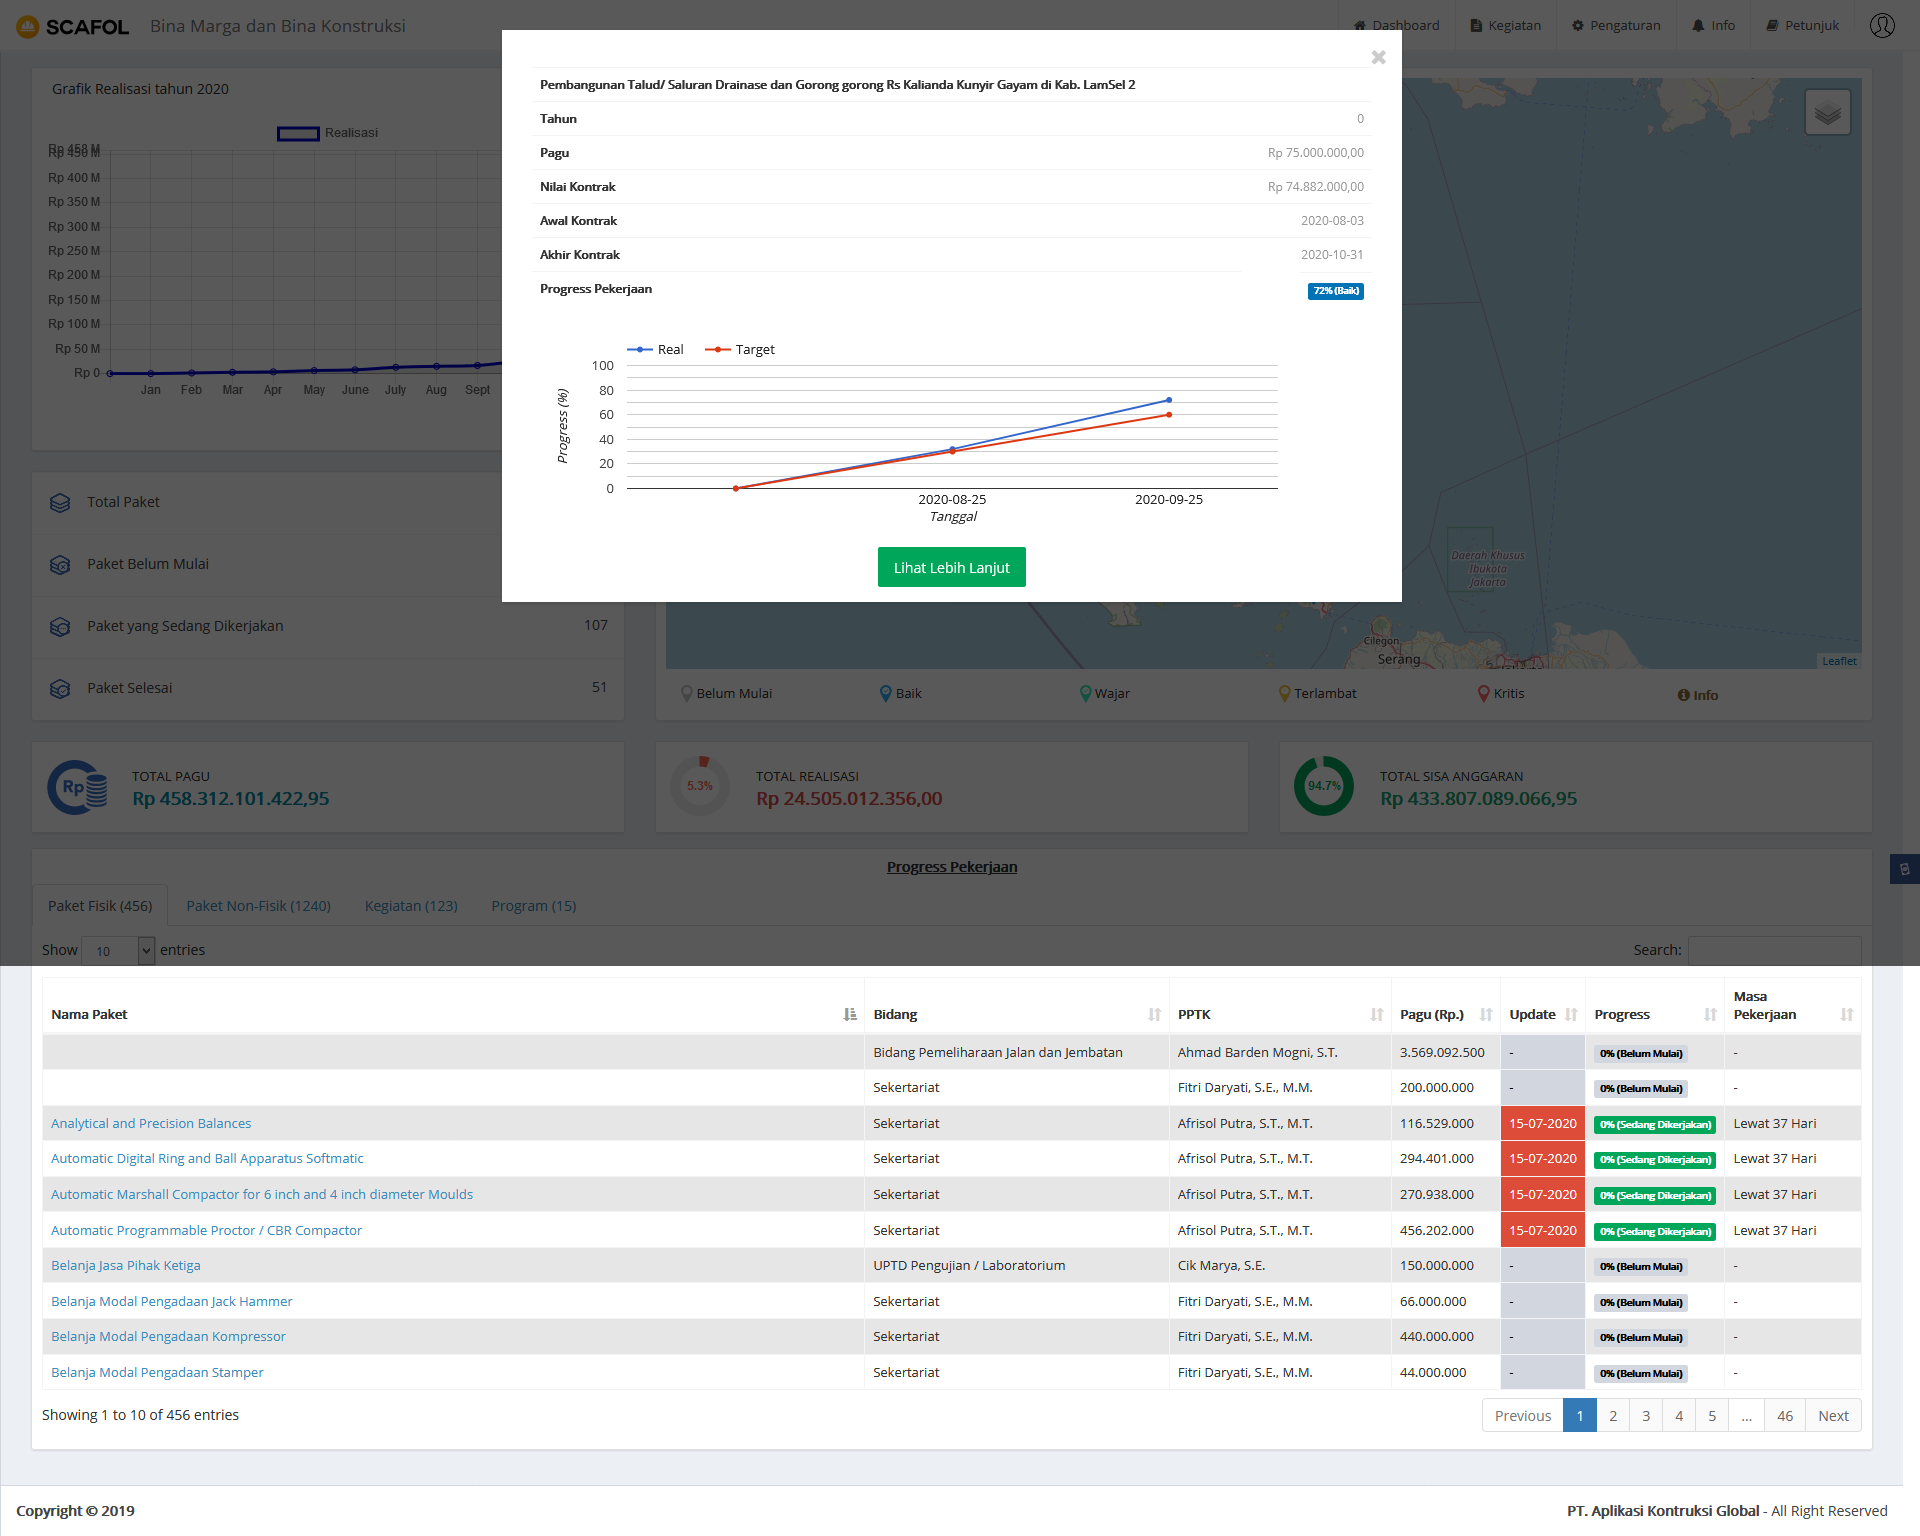 SCAFOL
Bina Marga dan Bina Konstruksi
Dashboard
Kegiatan
Pengaturan
Info
Petunjuk
Grafik Realisasi tahun 2020
Realisasi
Rp 458 M
Rp 450 M
Rp 400 M
Rp 350 M
Rp 300 M
Rp 250 M
Rp 200 M
Rp 150 M
Rp 100 M
Rp 50 M
Rp 0
Jan Feb Mar Apr May June July Aug Sept
Pembangunan Talud/ Saluran Drainase dan Gorong gorong Rs Kalianda Kunyir Gayam di Kab. LamSel 2
Tahun 0
Pagu Rp 75.000.000,00
Nilai Kontrak Rp 74.882.000,00
Awal Kontrak 2020-08-03
Akhir Kontrak 2020-10-31
Progress Pekerjaan 72% (Baik)
Real Target
100
80
60
40
20
0
Progress (%)
2020-08-25 2020-09-25
Tanggal
Lihat Lebih Lanjut
Total Paket
Paket Belum Mulai
Paket yang Sedang Dikerjakan 107
Paket Selesai 51
Daerah Khusus
Ibukota
Jakarta
Cilegon
Serang
Leaflet
Belum Mulai
Baik
Wajar
Terlambat
Kritis
Info
Rp
TOTAL PAGU
Rp 458.312.101.422,95
5.3%
TOTAL REALISASI
Rp 24.505.012.356,00
94.7%
TOTAL SISA ANGGARAN
Rp 433.807.089.066,95
Progress Pekerjaan
Paket Fisik (456) Paket Non-Fisik (1240) Kegiatan (123) Program (15)
Show 10 entries
Search:
Nama Paket Bidang PPTK Pagu (Rp.) Update Progress Masa Pekerjaan
Bidang Pemeliharaan Jalan dan Jembatan Ahmad Barden Mogni, S.T. 3.569.092.500 - 0% (Belum Mulai) -
Sekertariat Fitri Daryati, S.E., M.M. 200.000.000 - 0% (Belum Mulai) -
Analytical and Precision Balances Sekertariat Afrisol Putra, S.T., M.T. 116.529.000 15-07-2020 0% (Sedang Dikerjakan) Lewat 37 Hari
Automatic Digital Ring and Ball Apparatus Softmatic Sekertariat Afrisol Putra, S.T., M.T. 294.401.000 15-07-2020 0% (Sedang Dikerjakan) Lewat 37 Hari
Automatic Marshall Compactor for 6 inch and 4 inch diameter Moulds Sekertariat Afrisol Putra, S.T., M.T. 270.938.000 15-07-2020 0% (Sedang Dikerjakan) Lewat 37 Hari
Automatic Programmable Proctor / CBR Compactor Sekertariat Afrisol Putra, S.T., M.T. 456.202.000 15-07-2020 0% (Sedang Dikerjakan) Lewat 37 Hari
Belanja Jasa Pihak Ketiga UPTD Pengujian / Laboratorium Cik Marya, S.E. 150.000.000 - 0% (Belum Mulai) -
Belanja Modal Pengadaan Jack Hammer Sekertariat Fitri Daryati, S.E., M.M. 66.000.000 - 0% (Belum Mulai) -
Belanja Modal Pengadaan Kompressor Sekertariat Fitri Daryati, S.E., M.M. 440.000.000 - 0% (Belum Mulai) -
Belanja Modal Pengadaan Stamper Sekertariat Fitri Daryati, S.E., M.M. 44.000.000 - 0% (Belum Mulai) -
Showing 1 to 10 of 456 entries
Previous 1 2 3 4 5 ... 46 Next
Copyright © 2019
PT. Aplikasi Kontruksi Global - All Right Reserved